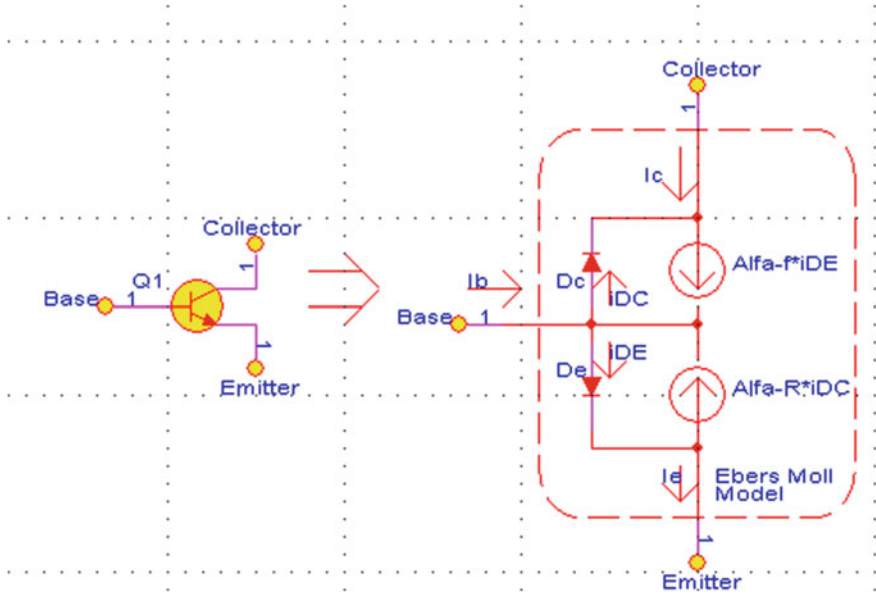 Collector
1
Q1
Base
1
1
Emitter
Collector
1
Ic
Alfa-f*iDE
Dc
iDC
Ib
Base
1
iDE
De
Alfa-R*iDC
Ie
Ebers Moll
Model
1
Emitter